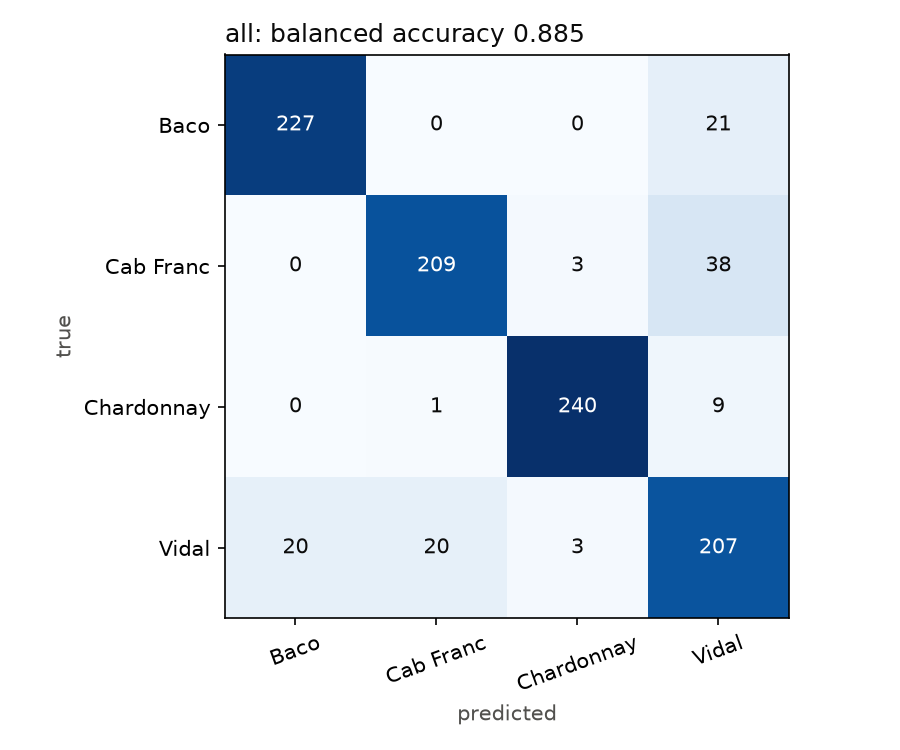 all: balanced accuracy 0.885
Baco 227 0 0 21
Cab Franc 0 209 3 38
true
Chardonnay 0 1 240 9
Vidal 20 20 3 207
Baco Cab Franc Chardonnay Vidal
predicted